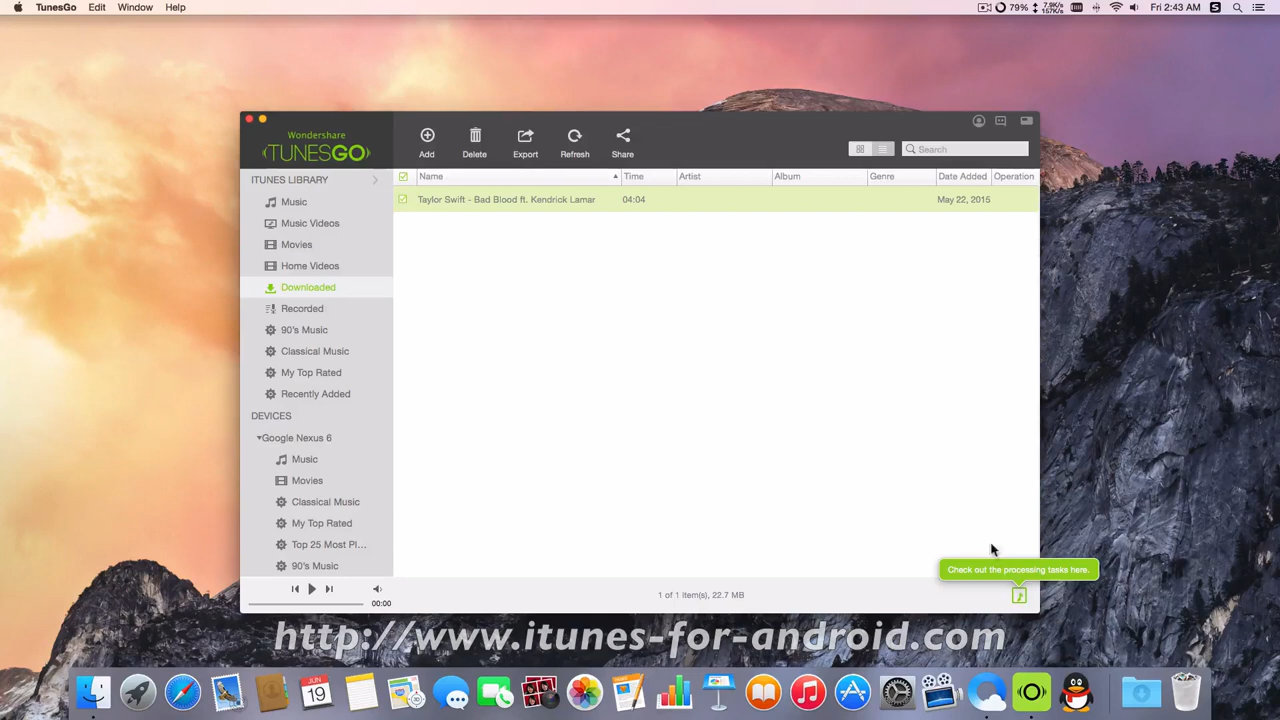 TunesGo Edit Window Help 79% 7.9K/s 157K/s Fri 2:43 AM S
Wondershare
TUNESGO
Add Delete Export Refresh Share
Search
ITUNES LIBRARY
Music
Music Videos
Movies
Home Videos
Downloaded
Recorded
90's Music
Classical Music
My Top Rated
Recently Added
DEVICES
Google Nexus 6
Music
Movies
Classical Music
My Top Rated
Top 25 Most Pl...
90's Music
Name Time Artist Album Genre Date Added Operation
Taylor Swift - Bad Blood ft. Kendrick Lamar 04:04 May 22, 2015
Check out the processing tasks here.
00:00
1 of 1 item(s), 22.7 MB
http://www.itunes-for-android.com
JUN
19